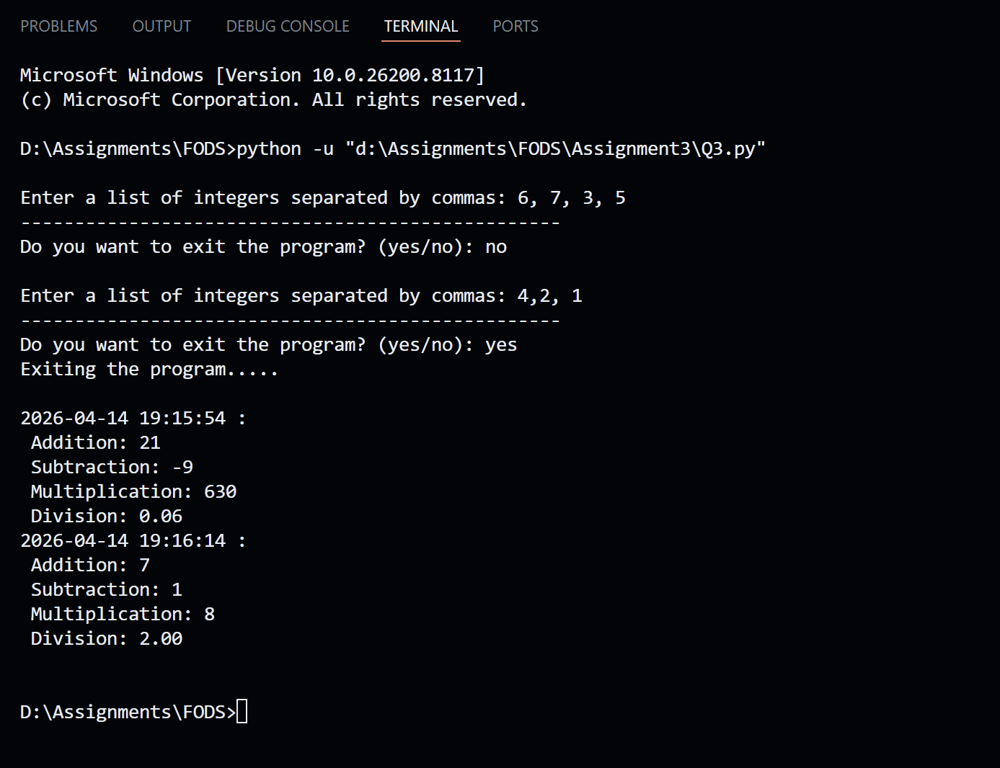 PROBLEMS OUTPUT DEBUG CONSOLE TERMINAL PORTS
Microsoft Windows [Version 10.0.26200.8117]
(c) Microsoft Corporation. All rights reserved.
D:\Assignments\FODS>python -u "d:\Assignments\FODS\Assignment3\Q3.py"
Enter a list of integers separated by commas: 6, 7, 3, 5
--------------------------------------------------
Do you want to exit the program? (yes/no): no
Enter a list of integers separated by commas: 4,2, 1
--------------------------------------------------
Do you want to exit the program? (yes/no): yes
Exiting the program.....
2026-04-14 19:15:54 :
 Addition: 21
 Subtraction: -9
 Multiplication: 630
 Division: 0.06
2026-04-14 19:16:14 :
 Addition: 7
 Subtraction: 1
 Multiplication: 8
 Division: 2.00
D:\Assignments\FODS>